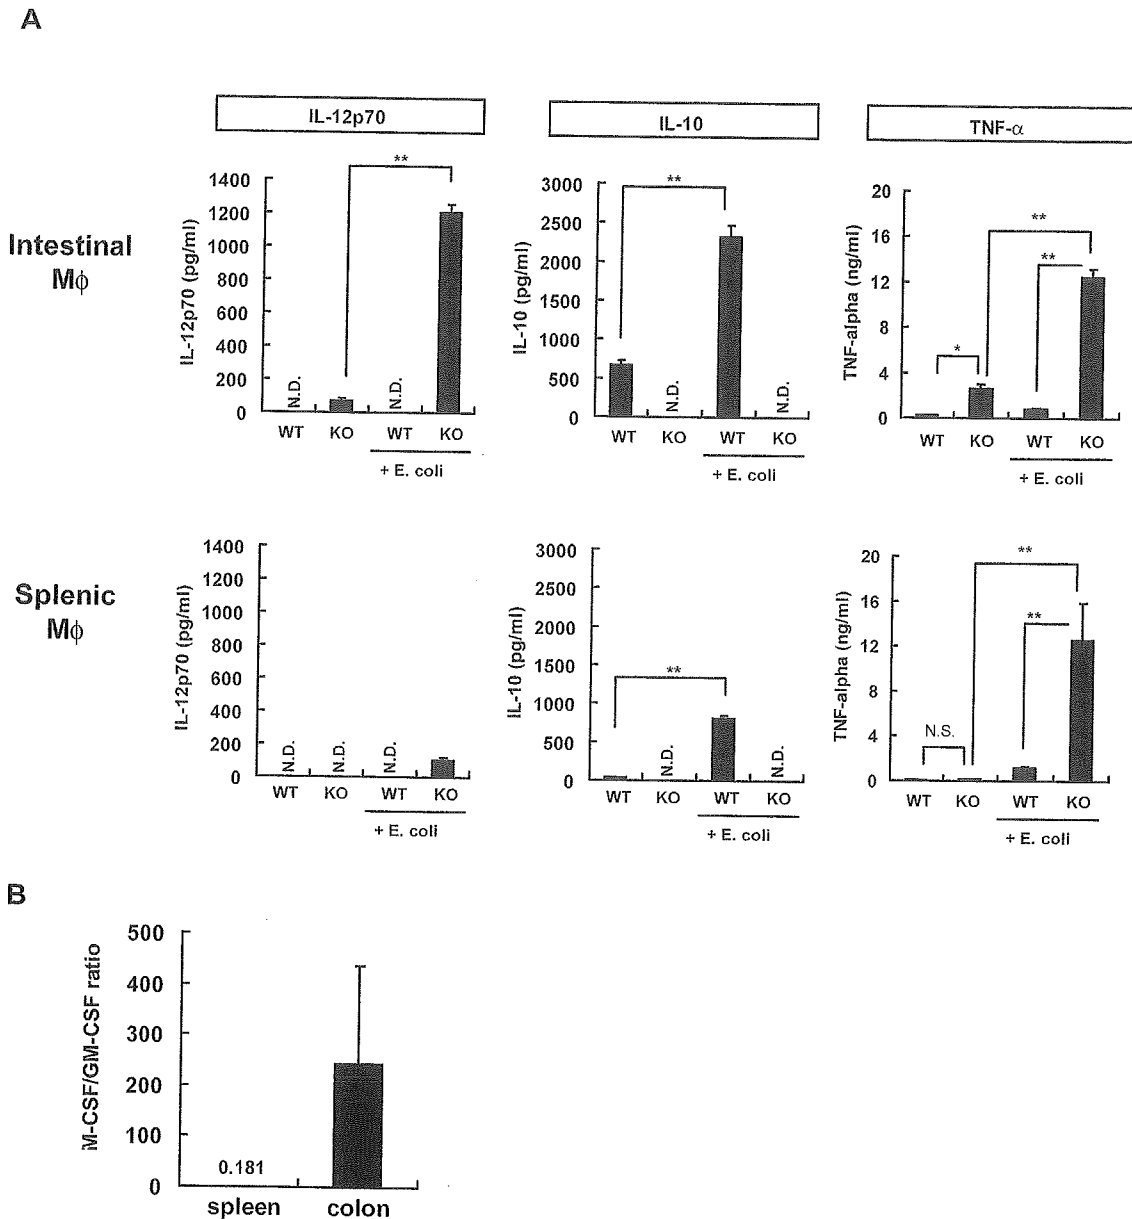 A
IL-12p70
IL-10
TNF-α
Intestinal
Mϕ
IL-12p70 (pg/ml)
1400
1200
1000
800
600
400
200
0
**
N.D.
N.D.
WT KO WT KO
+ E. coli
IL-10 (pg/ml)
3000
2500
2000
1500
1000
500
0
**
N.D.
N.D.
WT KO WT KO
+ E. coli
TNF-alpha (ng/ml)
20
16
12
8
4
0
**
**
*
WT KO WT KO
+ E. coli
Splenic
Mϕ
IL-12p70 (pg/ml)
1400
1200
1000
800
600
400
200
0
N.D.
N.D.
N.D.
WT KO WT KO
+ E. coli
IL-10 (pg/ml)
3000
2500
2000
1500
1000
500
0
**
N.D.
N.D.
WT KO WT KO
+ E. coli
TNF-alpha (ng/ml)
20
16
12
8
4
0
**
**
N.S.
WT KO WT KO
+ E. coli
B
M-CSF/GM-CSF ratio
500
400
300
200
100
0
0.181
spleen colon